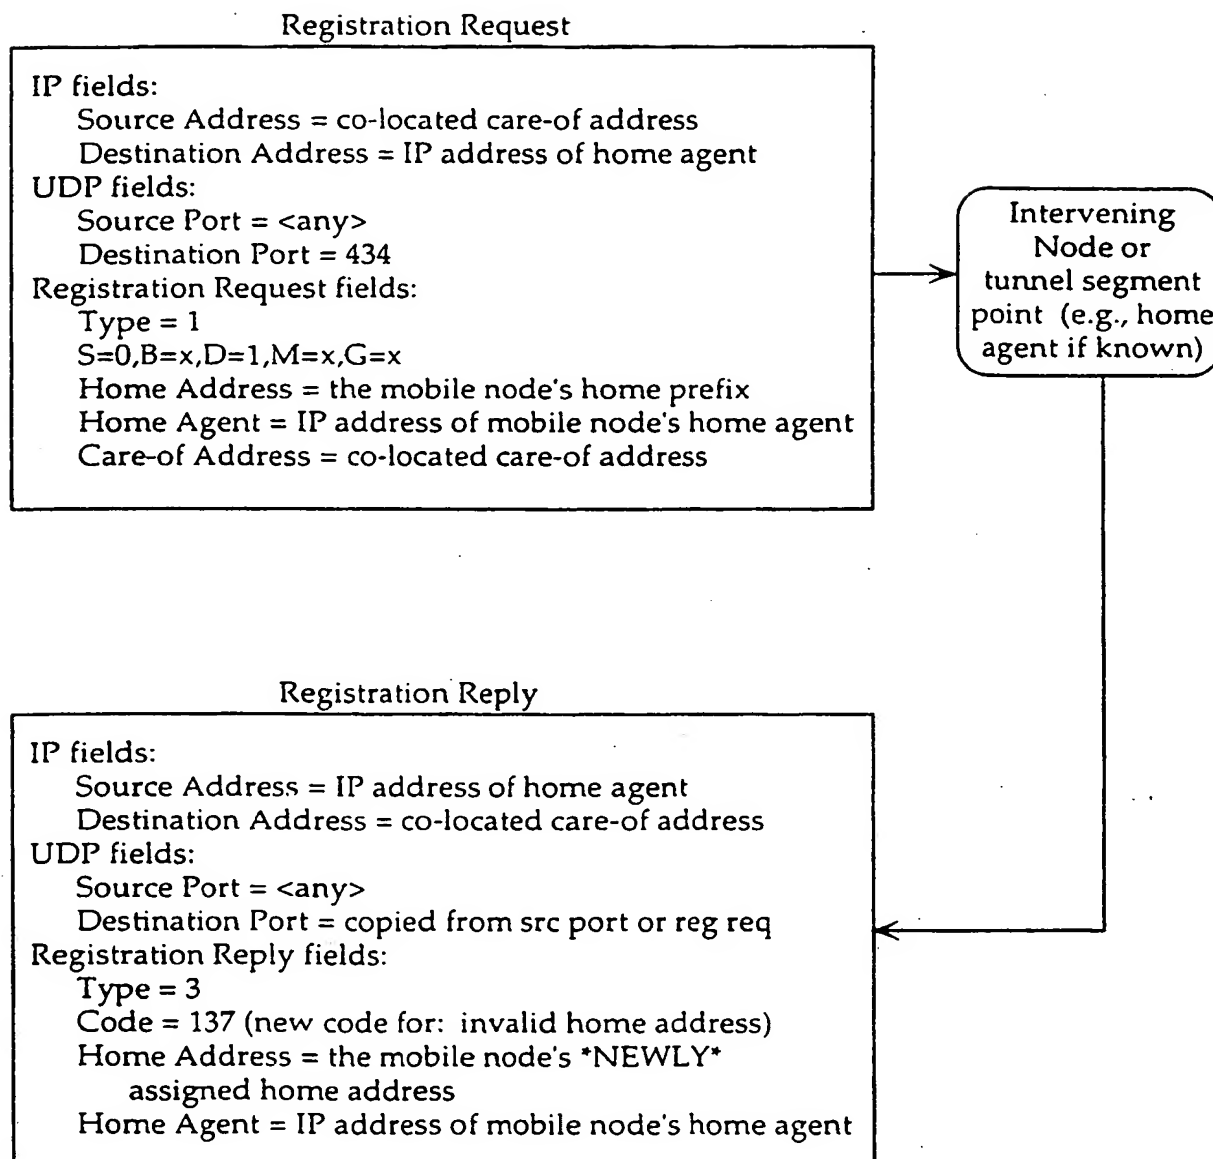 Registration Request
IP fields:
Source Address = co-located care-of address
Destination Address = IP address of home agent
UDP fields:
Source Port = <any>
Destination Port = 434
Registration Request fields:
Type = 1
S=0,B=x,D=1,M=x,G=x
Home Address = the mobile node's home prefix
Home Agent = IP address of mobile node's home agent
Care-of Address = co-located care-of address
Intervening
Node or
tunnel segment
point (e.g., home
agent if known)
Registration Reply
IP fields:
Source Address = IP address of home agent
Destination Address = co-located care-of address
UDP fields:
Source Port = <any>
Destination Port = copied from src port or reg req
Registration Reply fields:
Type = 3
Code = 137 (new code for: invalid home address)
Home Address = the mobile node's *NEWLY*
assigned home address
Home Agent = IP address of mobile node's home agent